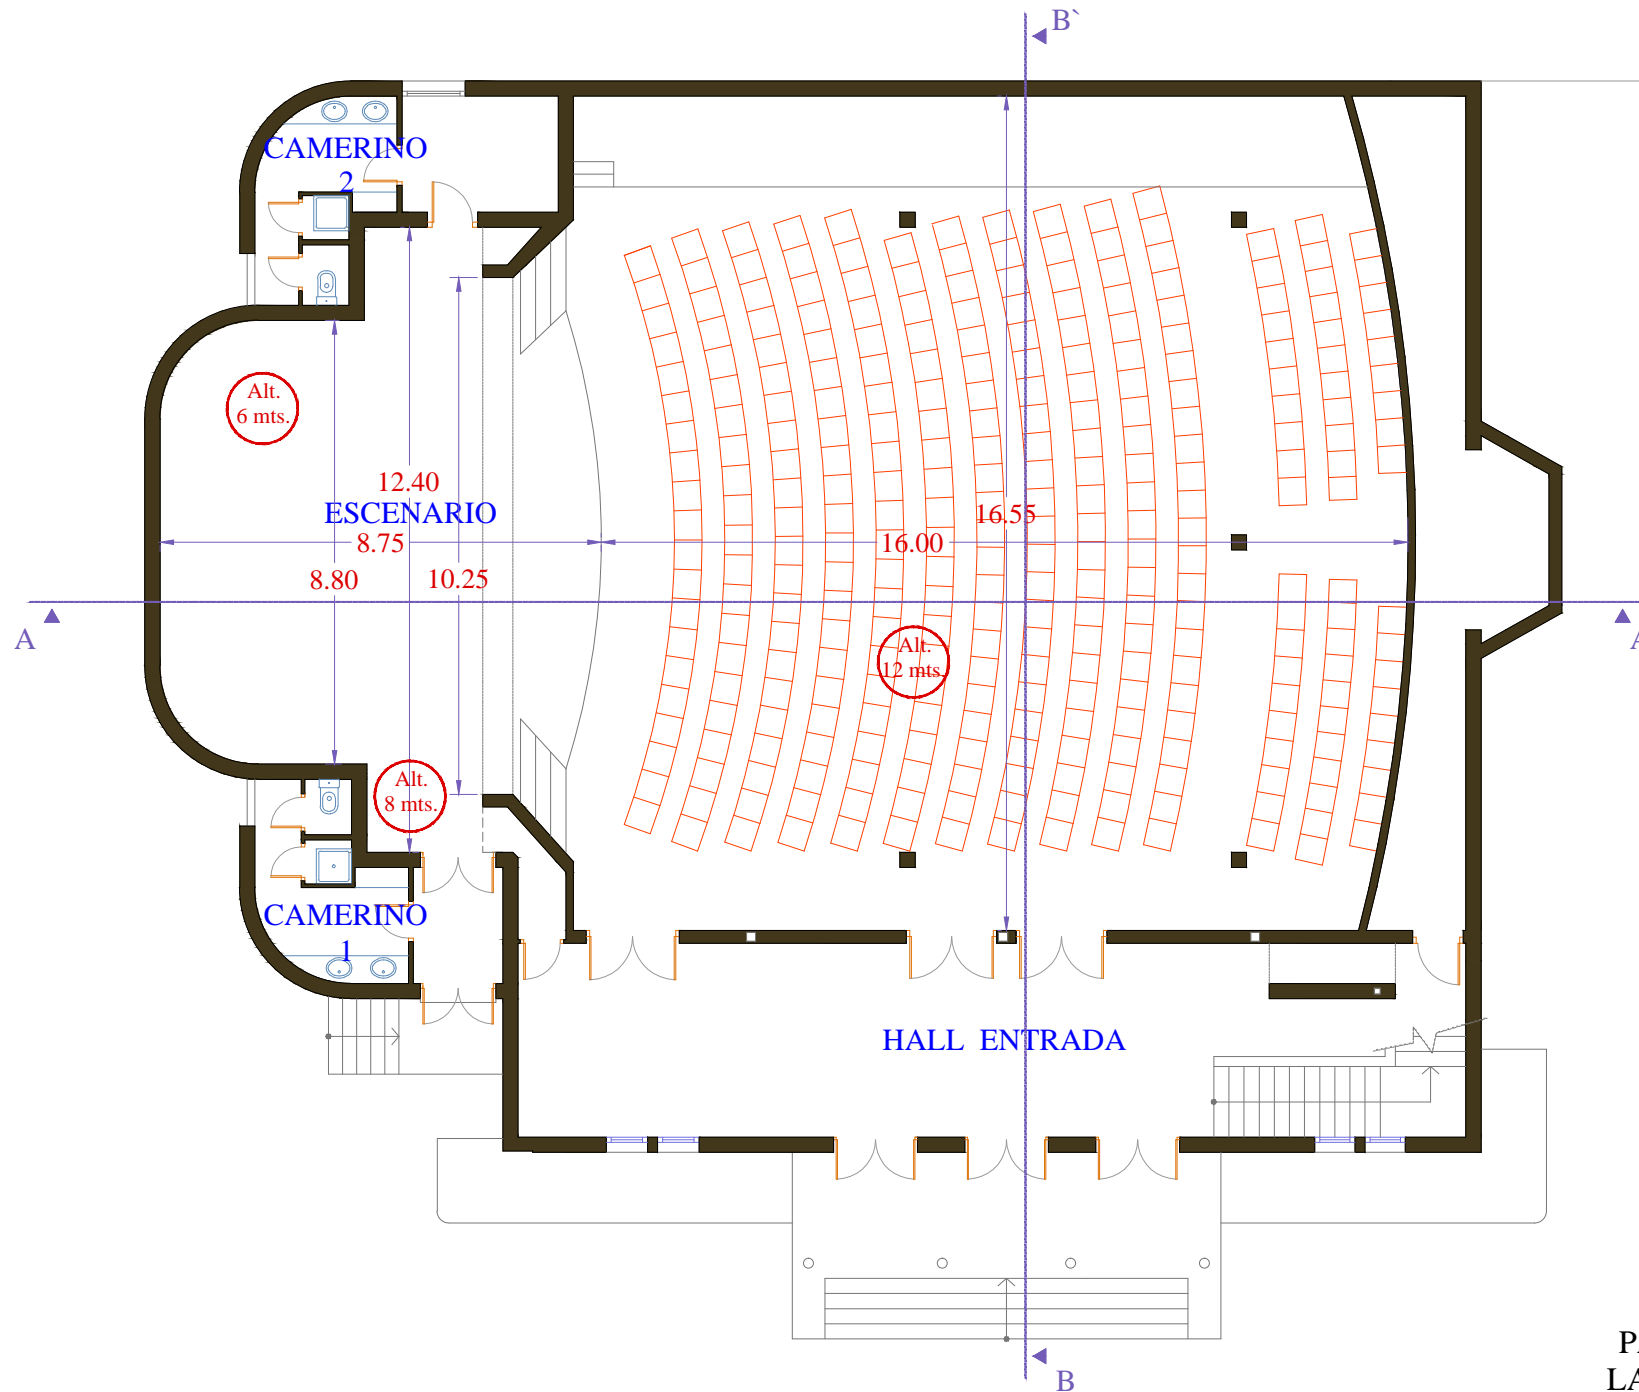 B`
CAMERINO
2
Alt.
6 mts.
12.40
ESCENARIO
8.75
8.80
10.25
16.55
16.00
A
A
Alt.
12 mts.
Alt.
8 mts.
CAMERINO
1
HALL ENTRADA
B